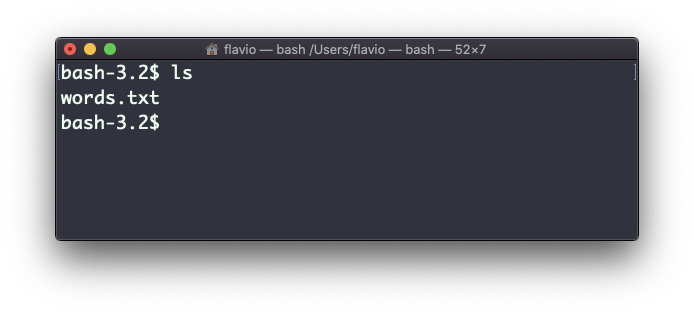 flavio — bash /Users/flavio — bash — 52×7
bash-3.2$ ls
words.txt
bash-3.2$